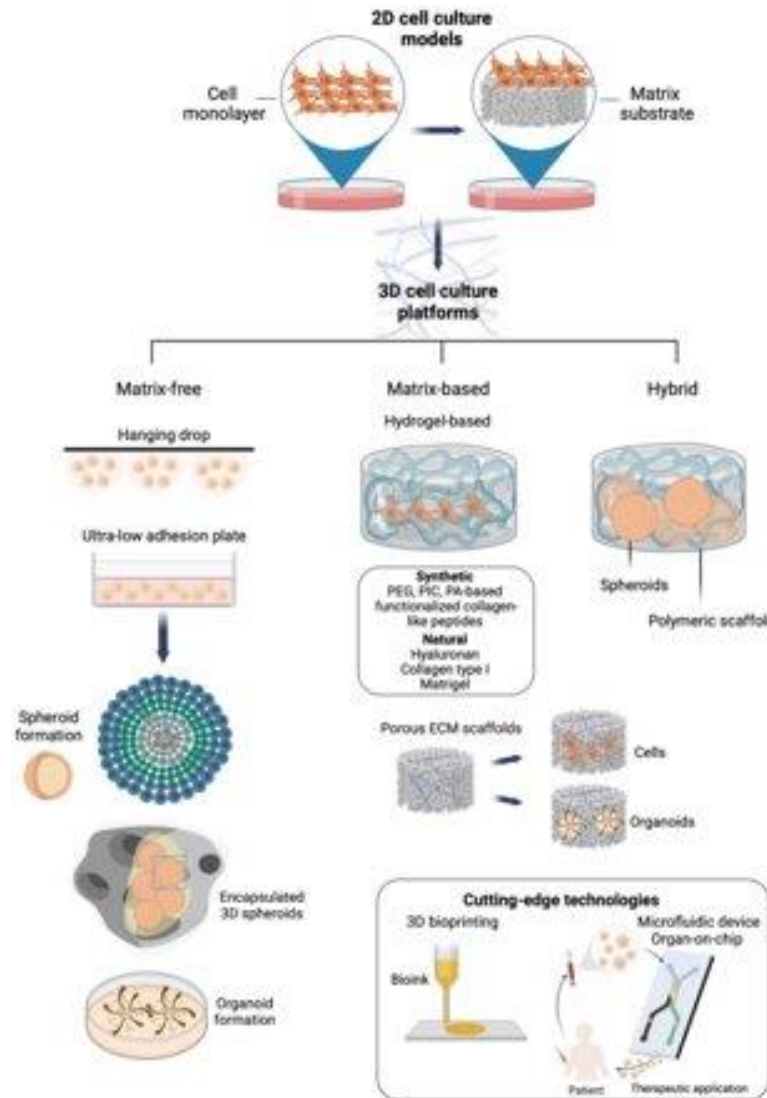 2D cell culture
models
Cell
monolayer
Matrix
substrate
3D cell culture
platforms
Matrix-free
Matrix-based
Hybrid
Hanging drop
Hydrogel-based
Ultra-low adhesion plate
Synthetic
PEG, PIC, PA-based
functionalized collagen-
like peptides
Natural
Hyaluronan
Collagen type I
Matrigel
Spheroids
Polymeric scaffol
Spheroid
formation
Porous ECM scaffolds
Cells
Organoids
Encapsulated
3D spheroids
Organoid
formation
Cutting-edge technologies
3D bioprinting
Microfluidic device
Organ-on-chip
Bioink
Patient
Therapeutic application